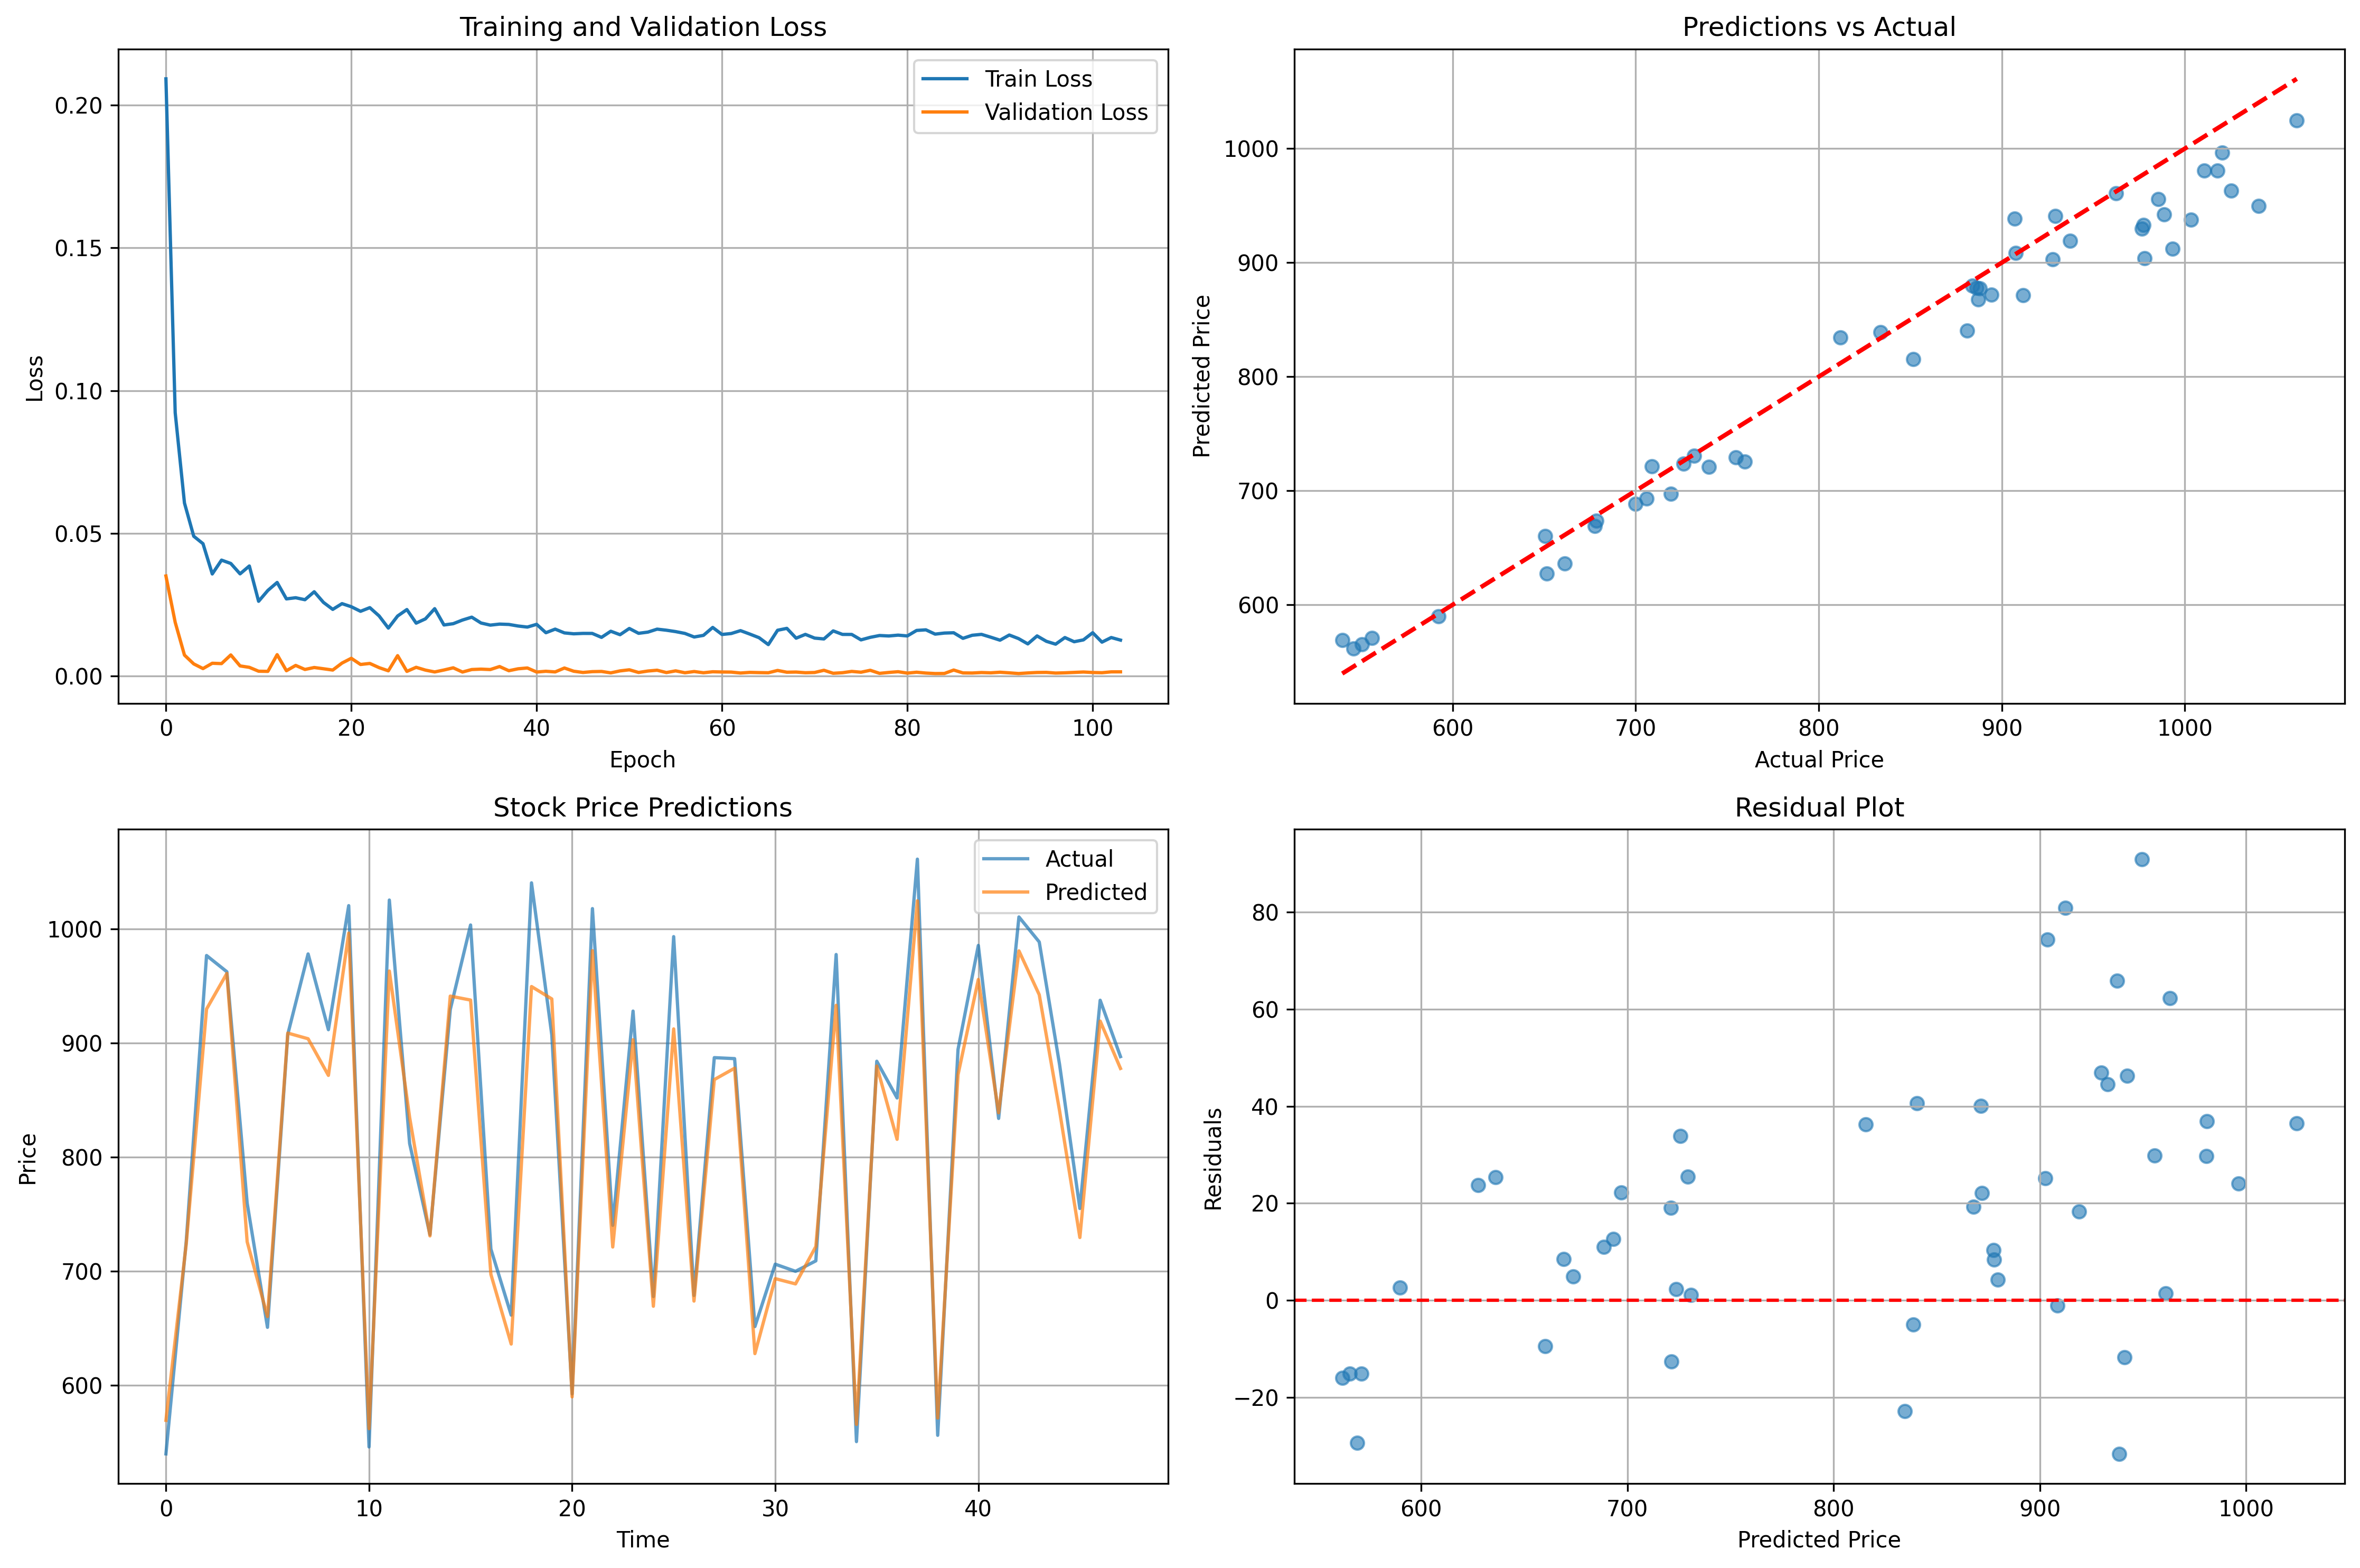 Training and Validation Loss
Train Loss
Validation Loss
0.20
0.15
0.10
0.05
0.00
Loss
0 20 40 60 80 100
Epoch
Predictions vs Actual
1000
900
800
700
600
Predicted Price
600 700 800 900 1000
Actual Price
Stock Price Predictions
Actual
Predicted
1000
900
800
700
600
Price
0 10 20 30 40
Time
Residual Plot
80
60
40
20
0
−20
Residuals
600 700 800 900 1000
Predicted Price